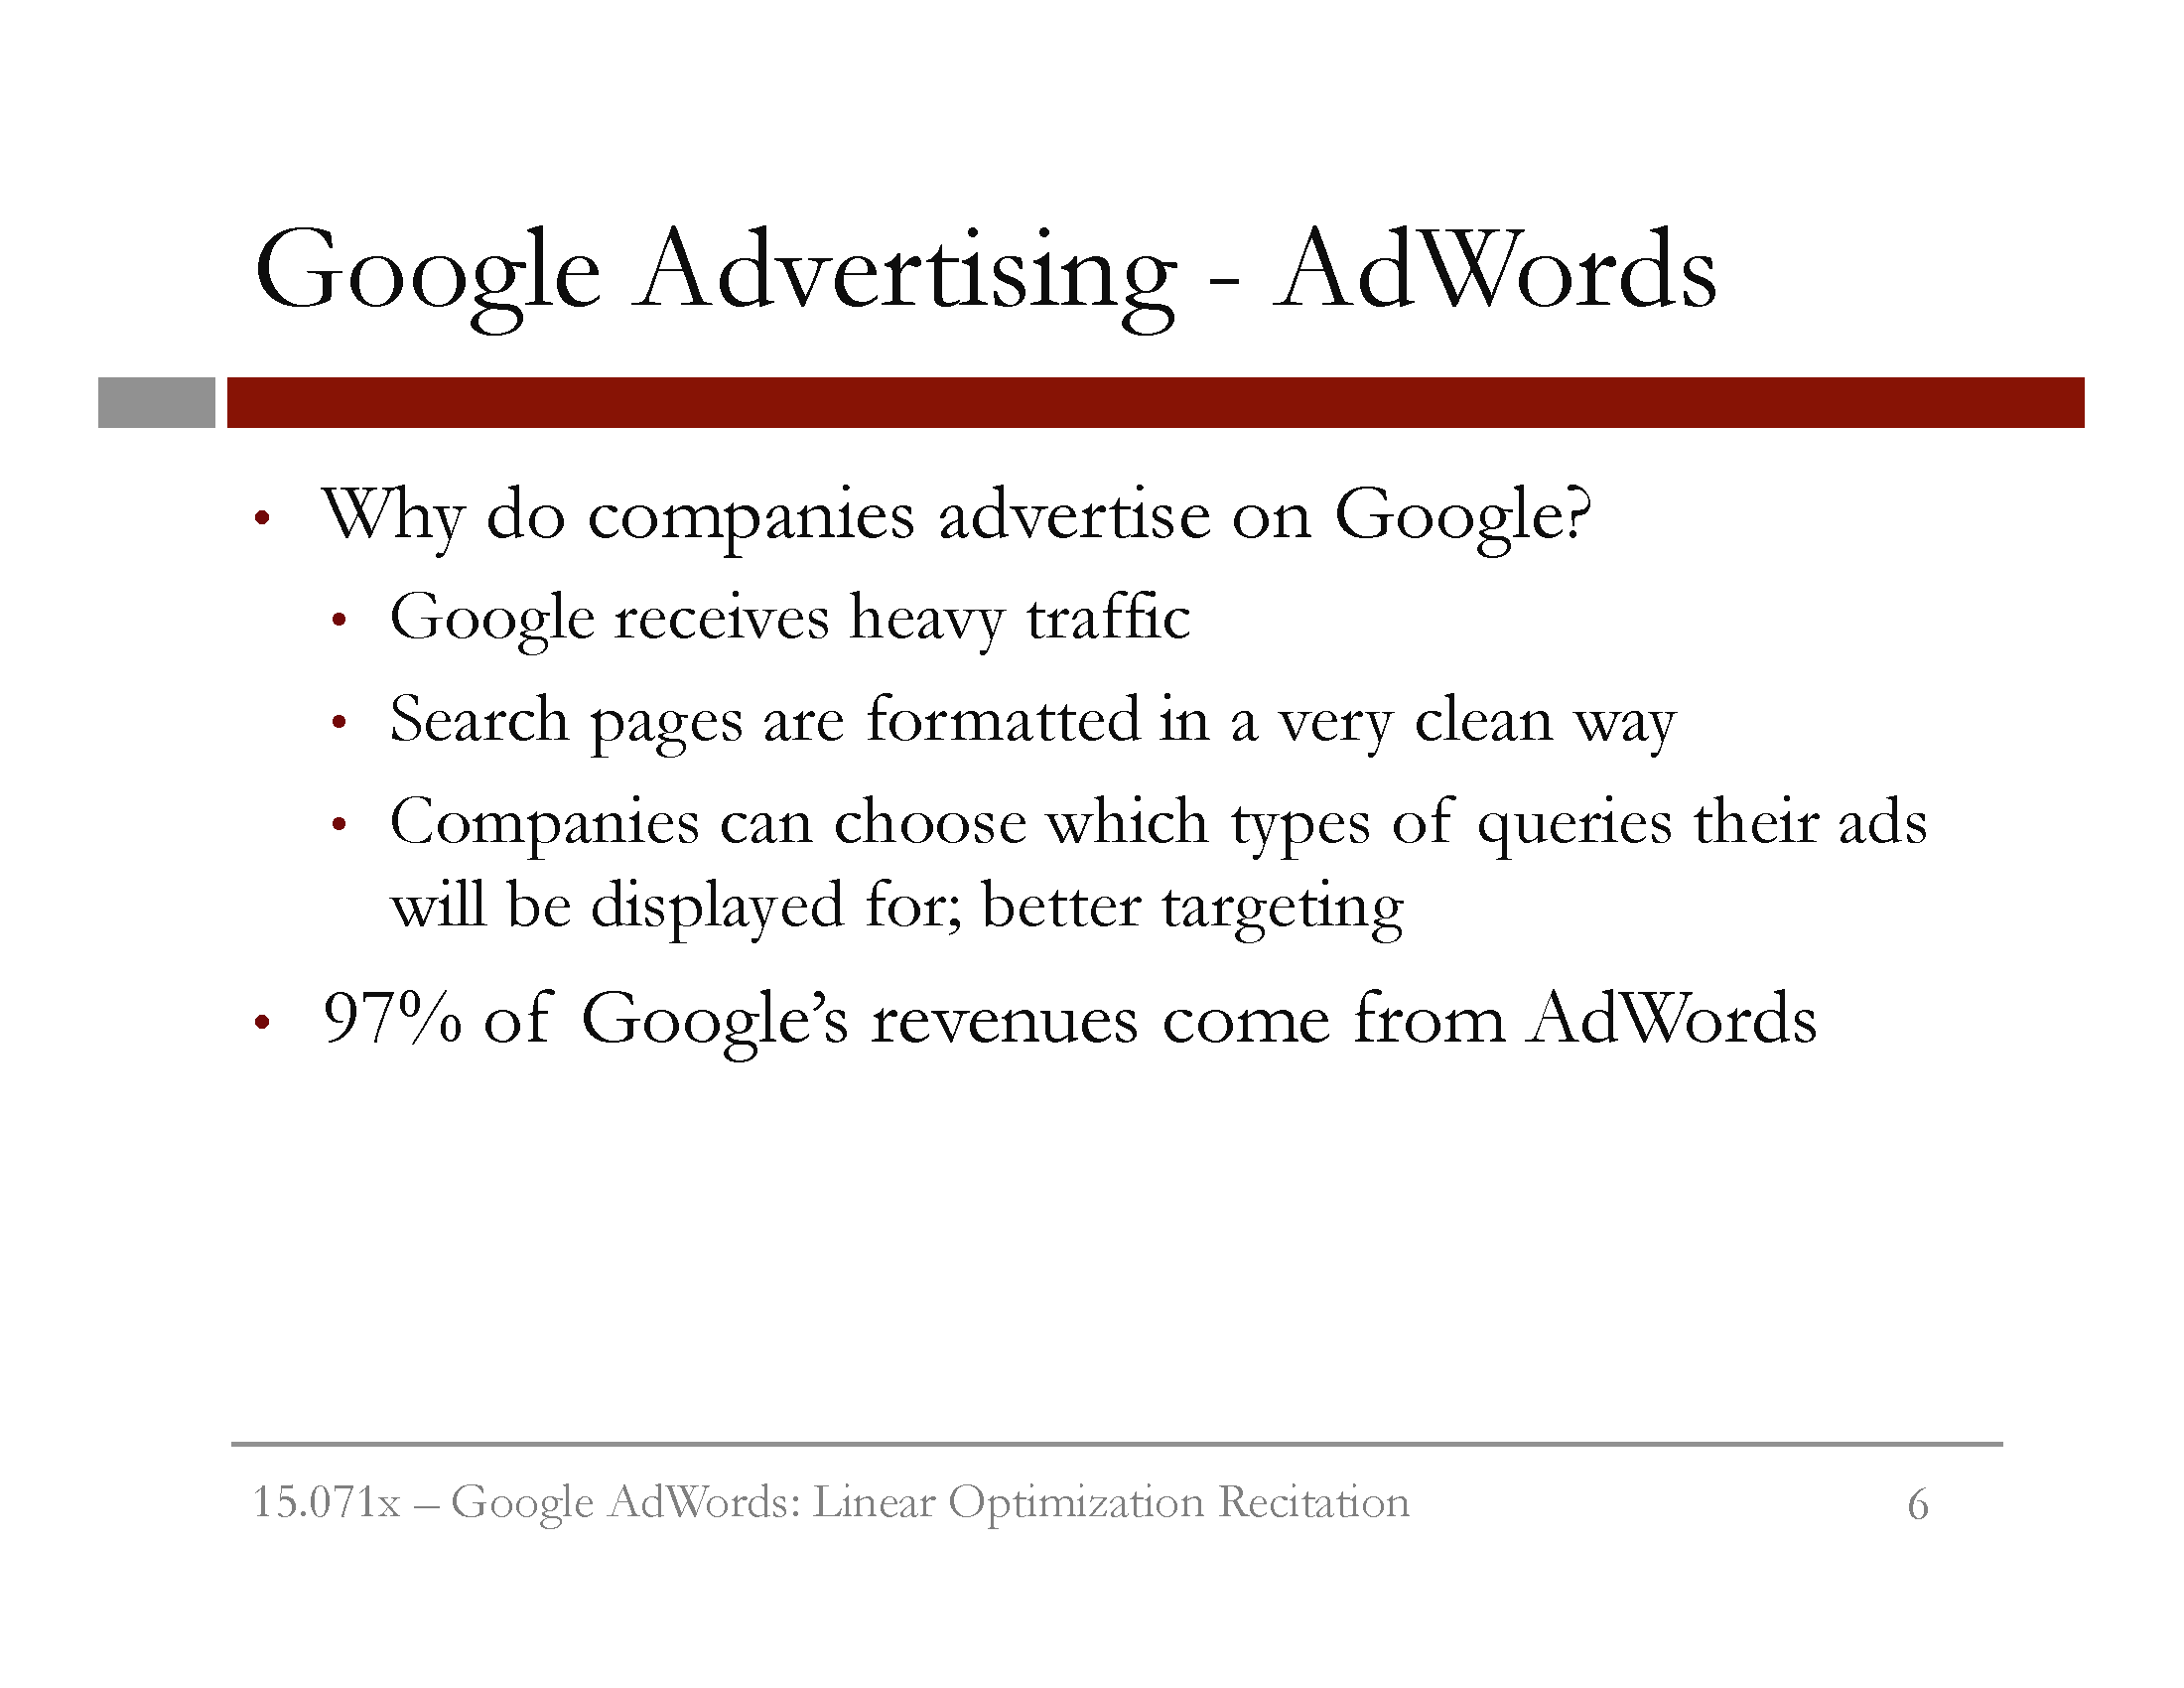 Google Advertising - AdWords
• Why do companies advertise on Google?
• Google receives heavy traffic
• Search pages are formatted in a very clean way
• Companies can choose which types of queries their ads
will be displayed for; better targeting
• 97% of Google’s revenues come from AdWords
15.071x – Google AdWords: Linear Optimization Recitation 6